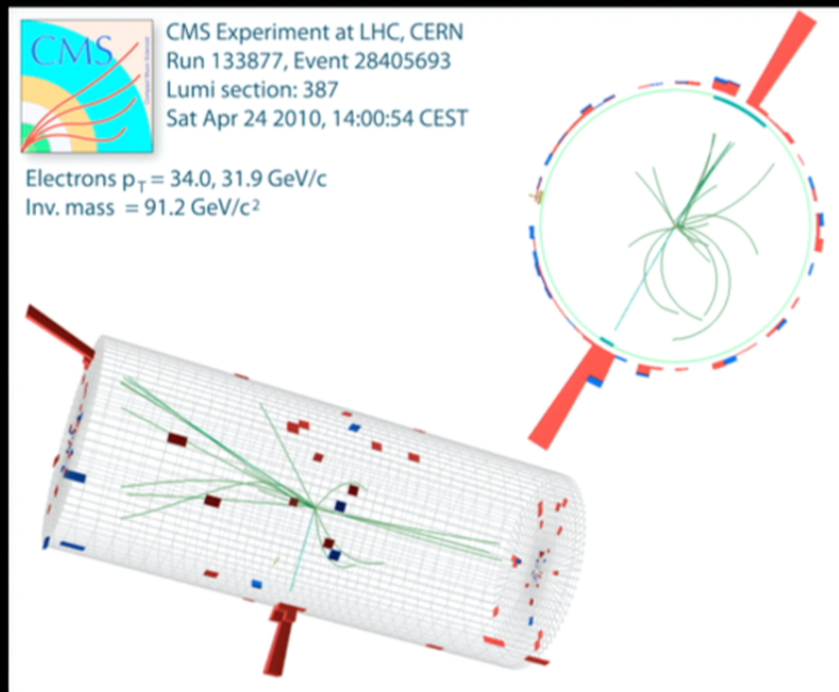 CMS
CMS Experiment at LHC, CERN
Run 133877, Event 28405693
Lumi section: 387
Sat Apr 24 2010, 14:00:54 CEST
Electrons pT = 34.0, 31.9 GeV/c
Inv. mass = 91.2 GeV/c²